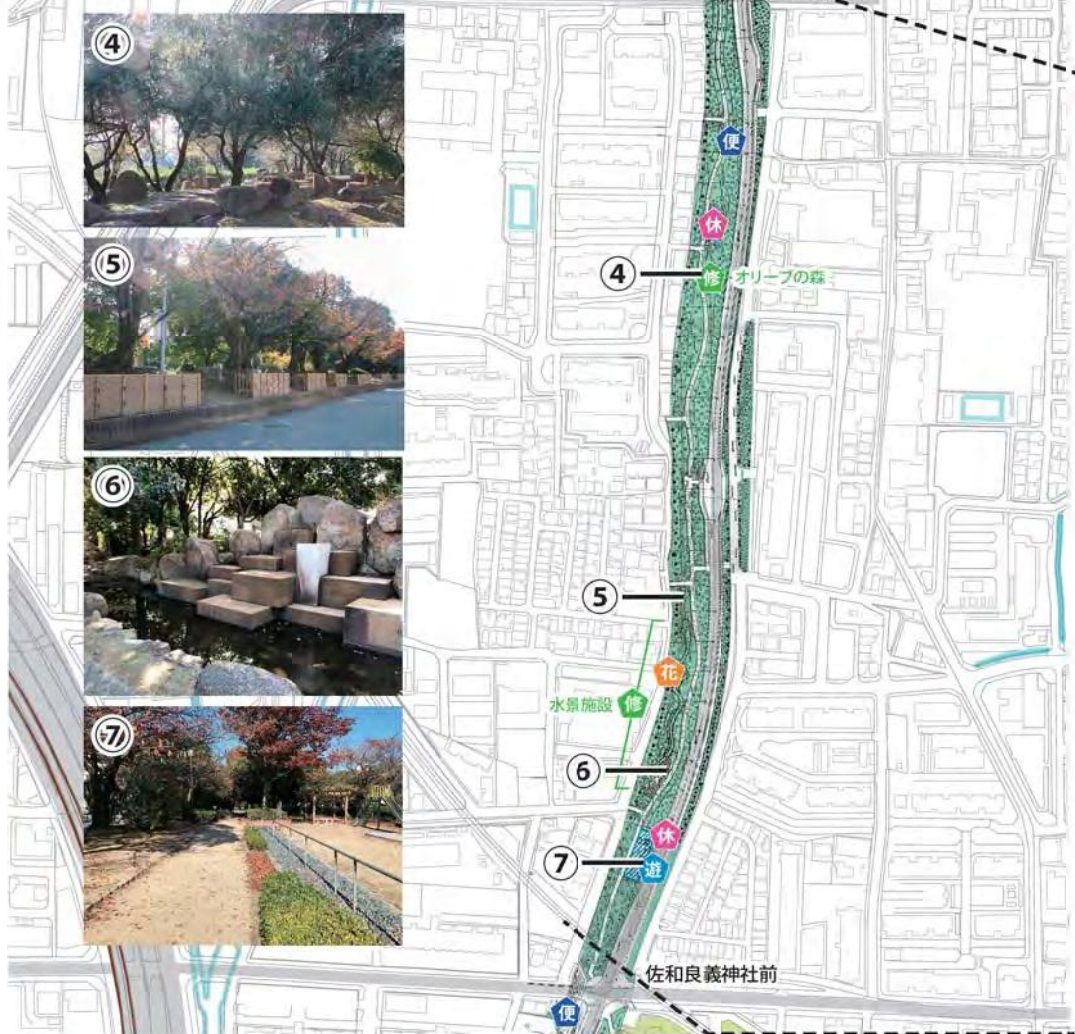 ④
⑤
⑥
⑦
便
休
④ 修 オリーブの森
⑤
花
水景施設 修
⑥
休
⑦ 遊
佐和良義神社前
便